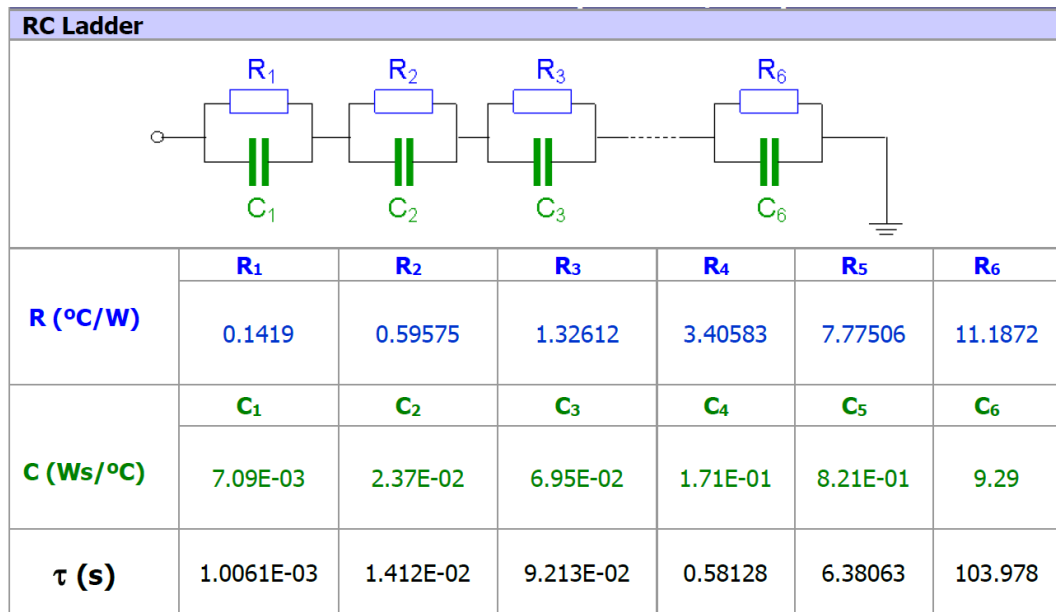 RC Ladder
R₁ R₂ R₃ R₆
C₁ C₂ C₃ C₆
R₁ R₂ R₃ R₄ R₅ R₆
R (ºC/W) 0.1419 0.59575 1.32612 3.40583 7.77506 11.1872
C₁ C₂ C₃ C₄ C₅ C₆
C (Ws/ºC) 7.09E-03 2.37E-02 6.95E-02 1.71E-01 8.21E-01 9.29
τ (s) 1.0061E-03 1.412E-02 9.213E-02 0.58128 6.38063 103.978